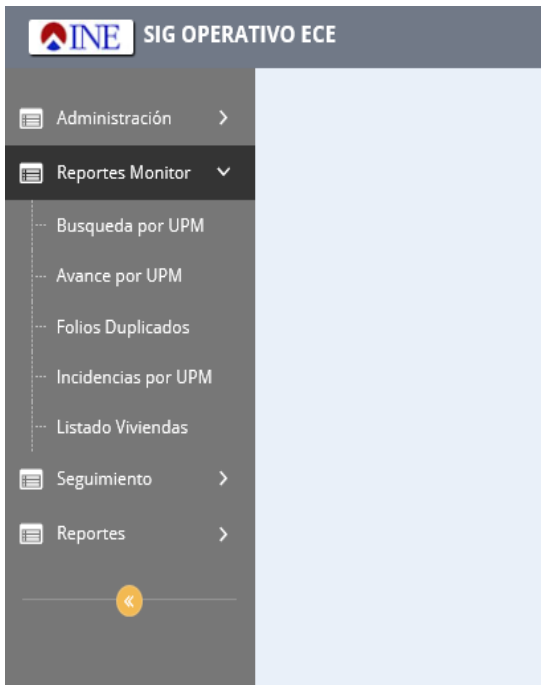 INE SIG OPERATIVO ECE
Administración
Reportes Monitor
Busqueda por UPM
Avance por UPM
Folios Duplicados
Incidencias por UPM
Listado Viviendas
Seguimiento
Reportes